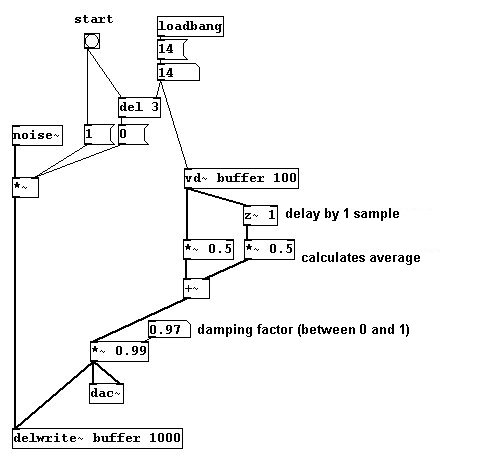 start
loadbang
14
14
del 3
noise~
1
0
*~
vd~ buffer 100
z~ 1
delay by 1 sample
*~ 0.5
*~ 0.5
calculates average
+~
0.97
damping factor (between 0 and 1)
*~ 0.99
dac~
delwrite~ buffer 1000